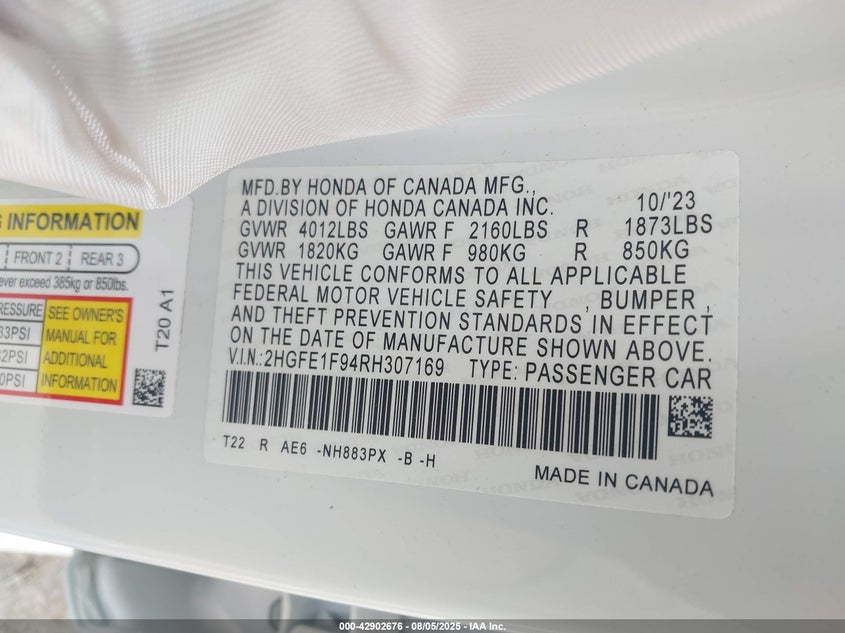 MFD.BY HONDA OF CANADA MFG.,
A DIVISION OF HONDA CANADA INC. 10/'23
GVWR 4012LBS GAWR F 2160LBS R 1873LBS
GVWR 1820KG GAWR F 980KG R 850KG
THIS VEHICLE CONFORMS TO ALL APPLICABLE
FEDERAL MOTOR VEHICLE SAFETY , BUMPER ,
AND THEFT PREVENTION STANDARDS IN EFFECT
ON THE DATE OF MANUFACTURE SHOWN ABOVE.
V.I.N.:2HGFE1F94RH307169 TYPE: PASSENGER CAR
T22 R AE6 -NH883PX -B -H
MADE IN CANADA
INFORMATION
FRONT 2 REAR 3
exceed 385kg or 850lbs.
SEE OWNER'S
MANUAL FOR
ADDITIONAL
INFORMATION
T20 A1
000-42902676 - 08/05/2025 - IAA Inc.